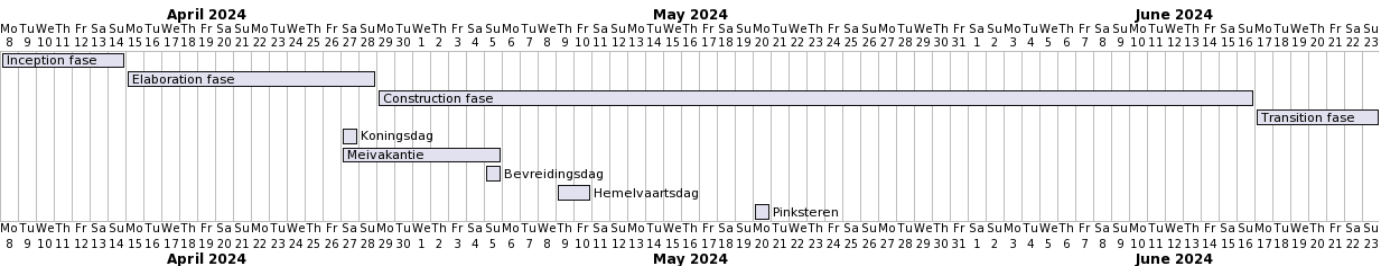 April 2024 May 2024 June 2024
Mo Tu We Th Fr Sa Su Mo Tu We Th Fr Sa Su Mo Tu We Th Fr Sa Su Mo Tu We Th Fr Sa Su Mo Tu We Th Fr Sa Su Mo Tu We Th Fr Sa Su Mo Tu We Th Fr Sa Su Mo Tu We Th Fr Sa Su Mo Tu We Th Fr Sa Su Mo Tu We Th Fr Sa Su Mo Tu We Th Fr Sa Su
8 9 10 11 12 13 14 15 16 17 18 19 20 21 22 23 24 25 26 27 28 29 30 1 2 3 4 5 6 7 8 9 10 11 12 13 14 15 16 17 18 19 20 21 22 23 24 25 26 27 28 29 30 31 1 2 3 4 5 6 7 8 9 10 11 12 13 14 15 16 17 18 19 20 21 22 23
Inception fase
Elaboration fase
Construction fase
Transition fase
Koningsdag
Meivakantie
Bevreidingsdag
Hemelvaartsdag
Pinksteren
Mo Tu We Th Fr Sa Su Mo Tu We Th Fr Sa Su Mo Tu We Th Fr Sa Su Mo Tu We Th Fr Sa Su Mo Tu We Th Fr Sa Su Mo Tu We Th Fr Sa Su Mo Tu We Th Fr Sa Su Mo Tu We Th Fr Sa Su Mo Tu We Th Fr Sa Su Mo Tu We Th Fr Sa Su Mo Tu We Th Fr Sa Su
8 9 10 11 12 13 14 15 16 17 18 19 20 21 22 23 24 25 26 27 28 29 30 1 2 3 4 5 6 7 8 9 10 11 12 13 14 15 16 17 18 19 20 21 22 23 24 25 26 27 28 29 30 31 1 2 3 4 5 6 7 8 9 10 11 12 13 14 15 16 17 18 19 20 21 22 23
April 2024 May 2024 June 2024